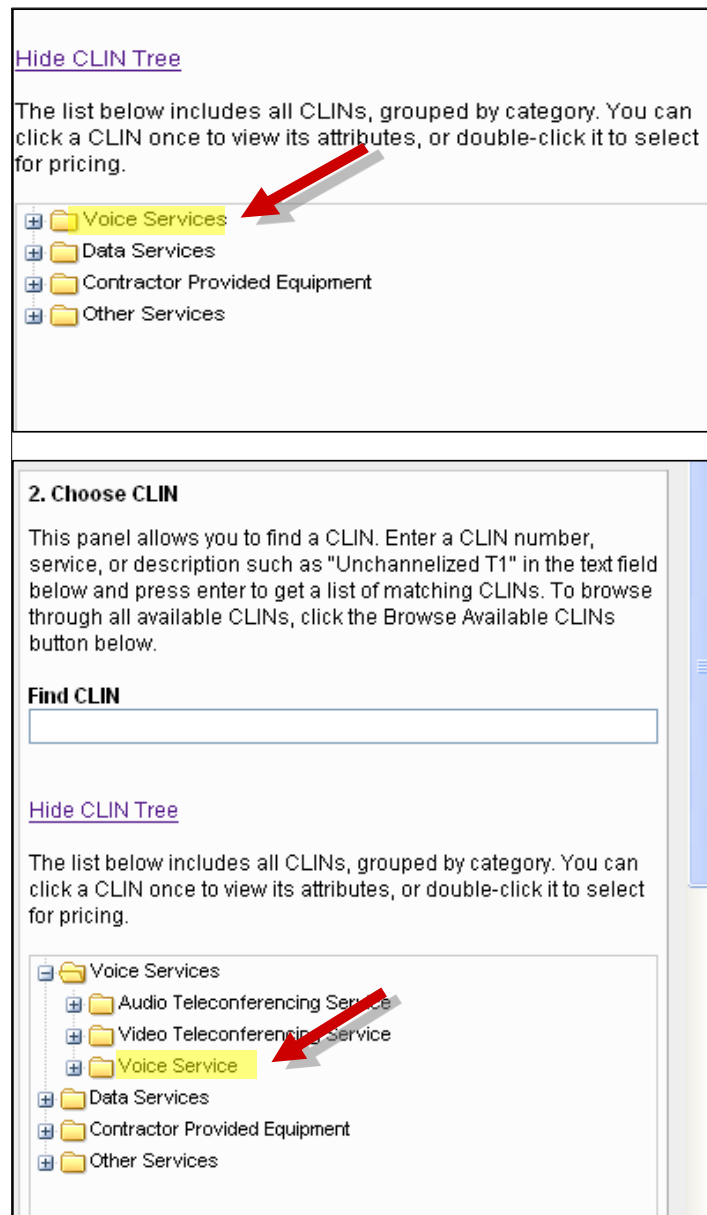 Hide CLIN Tree
The list below includes all CLINs, grouped by category. You can
click a CLIN once to view its attributes, or double-click it to select
for pricing.
Voice Services
Data Services
Contractor Provided Equipment
Other Services
2. Choose CLIN
This panel allows you to find a CLIN. Enter a CLIN number,
service, or description such as "Unchannelized T1" in the text field
below and press enter to get a list of matching CLINs. To browse
through all available CLINs, click the Browse Available CLINs
button below.
Find CLIN
Hide CLIN Tree
The list below includes all CLINs, grouped by category. You can
click a CLIN once to view its attributes, or double-click it to select
for pricing.
Voice Services
Audio Teleconferencing Service
Video Teleconferencing Service
Voice Service
Data Services
Contractor Provided Equipment
Other Services